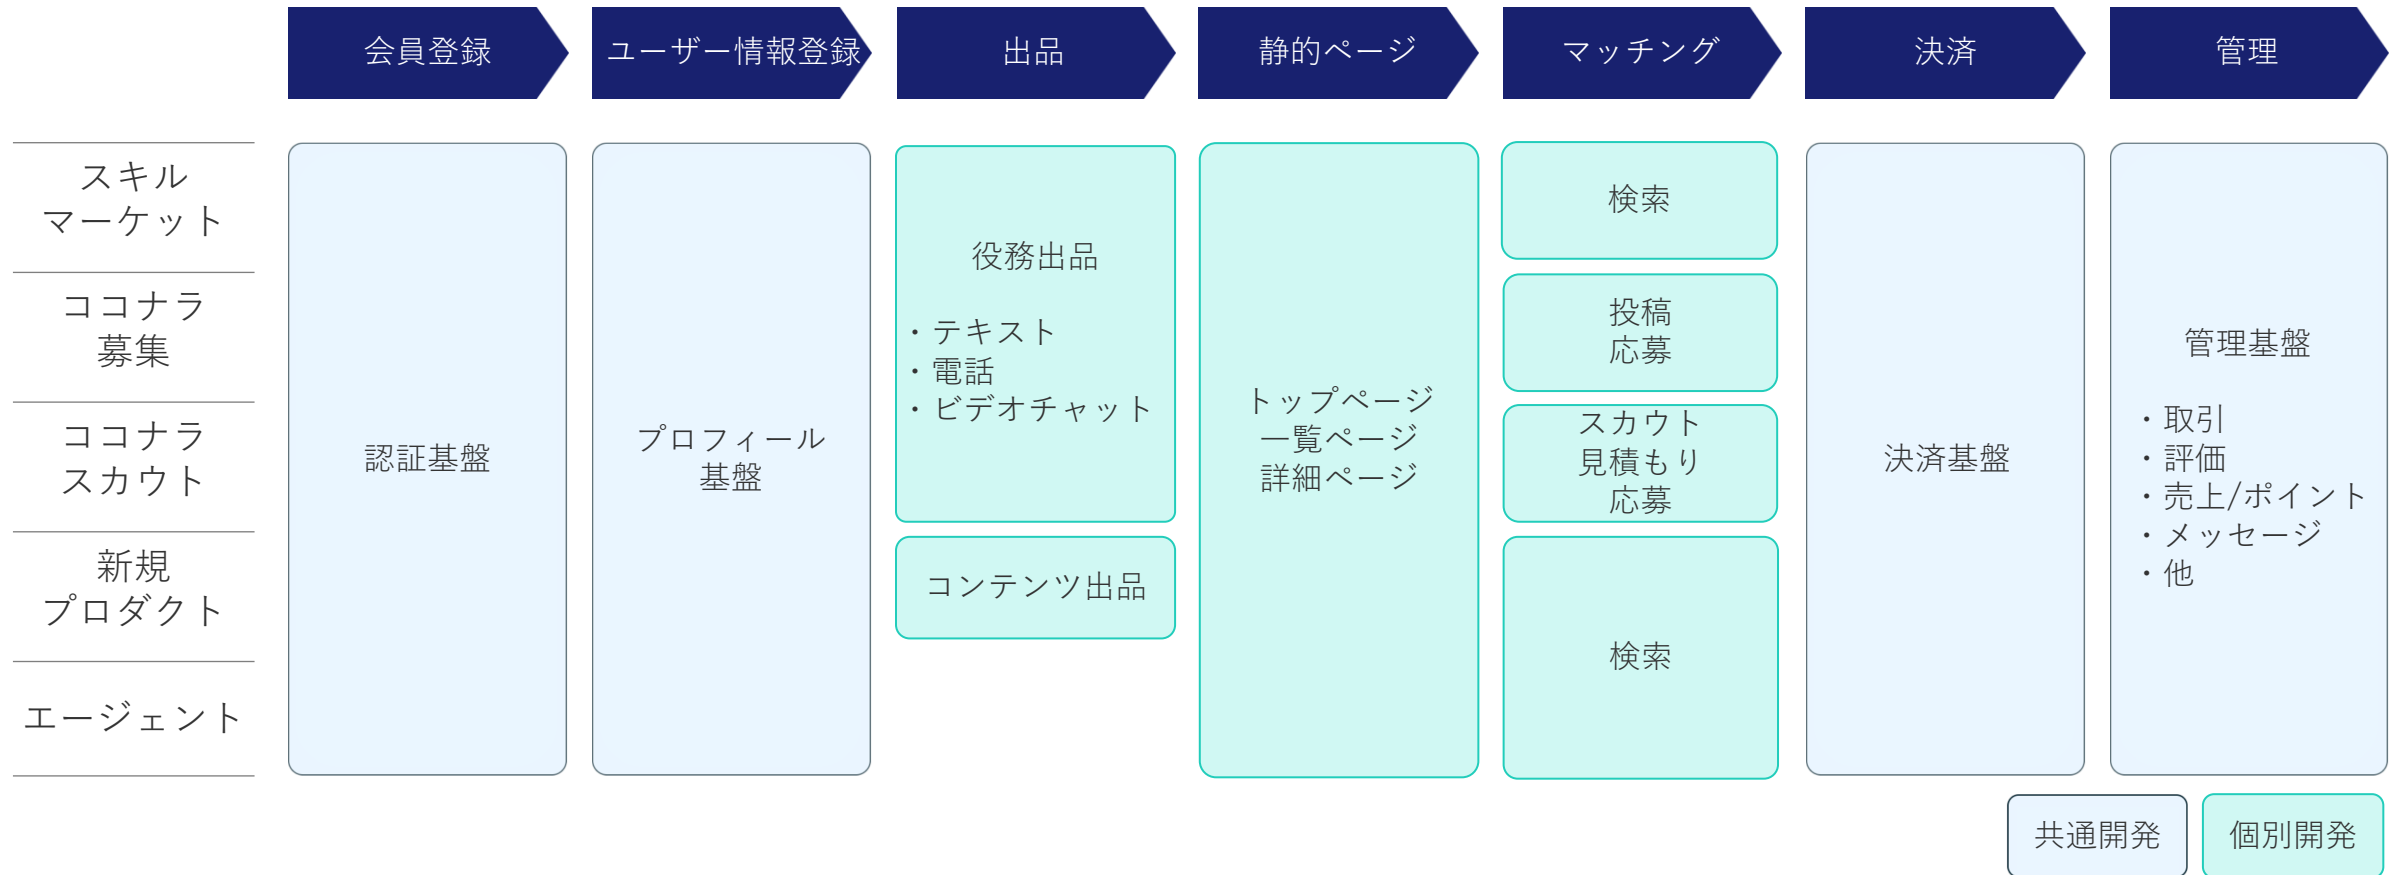 会員登録
ユーザー情報登録
出品
静的ページ
マッチング
決済
管理
スキル
マーケット
ココナラ
募集
ココナラ
スカウト
新規
プロダクト
エージェント
認証基盤
プロフィール
基盤
役務出品
・テキスト
・電話
・ビデオチャット
コンテンツ出品
トップページ
一覧ページ
詳細ページ
検索
投稿
応募
スカウト
見積もり
応募
検索
決済基盤
管理基盤
・取引
・評価
・売上/ポイント
・メッセージ
・他
共通開発
個別開発